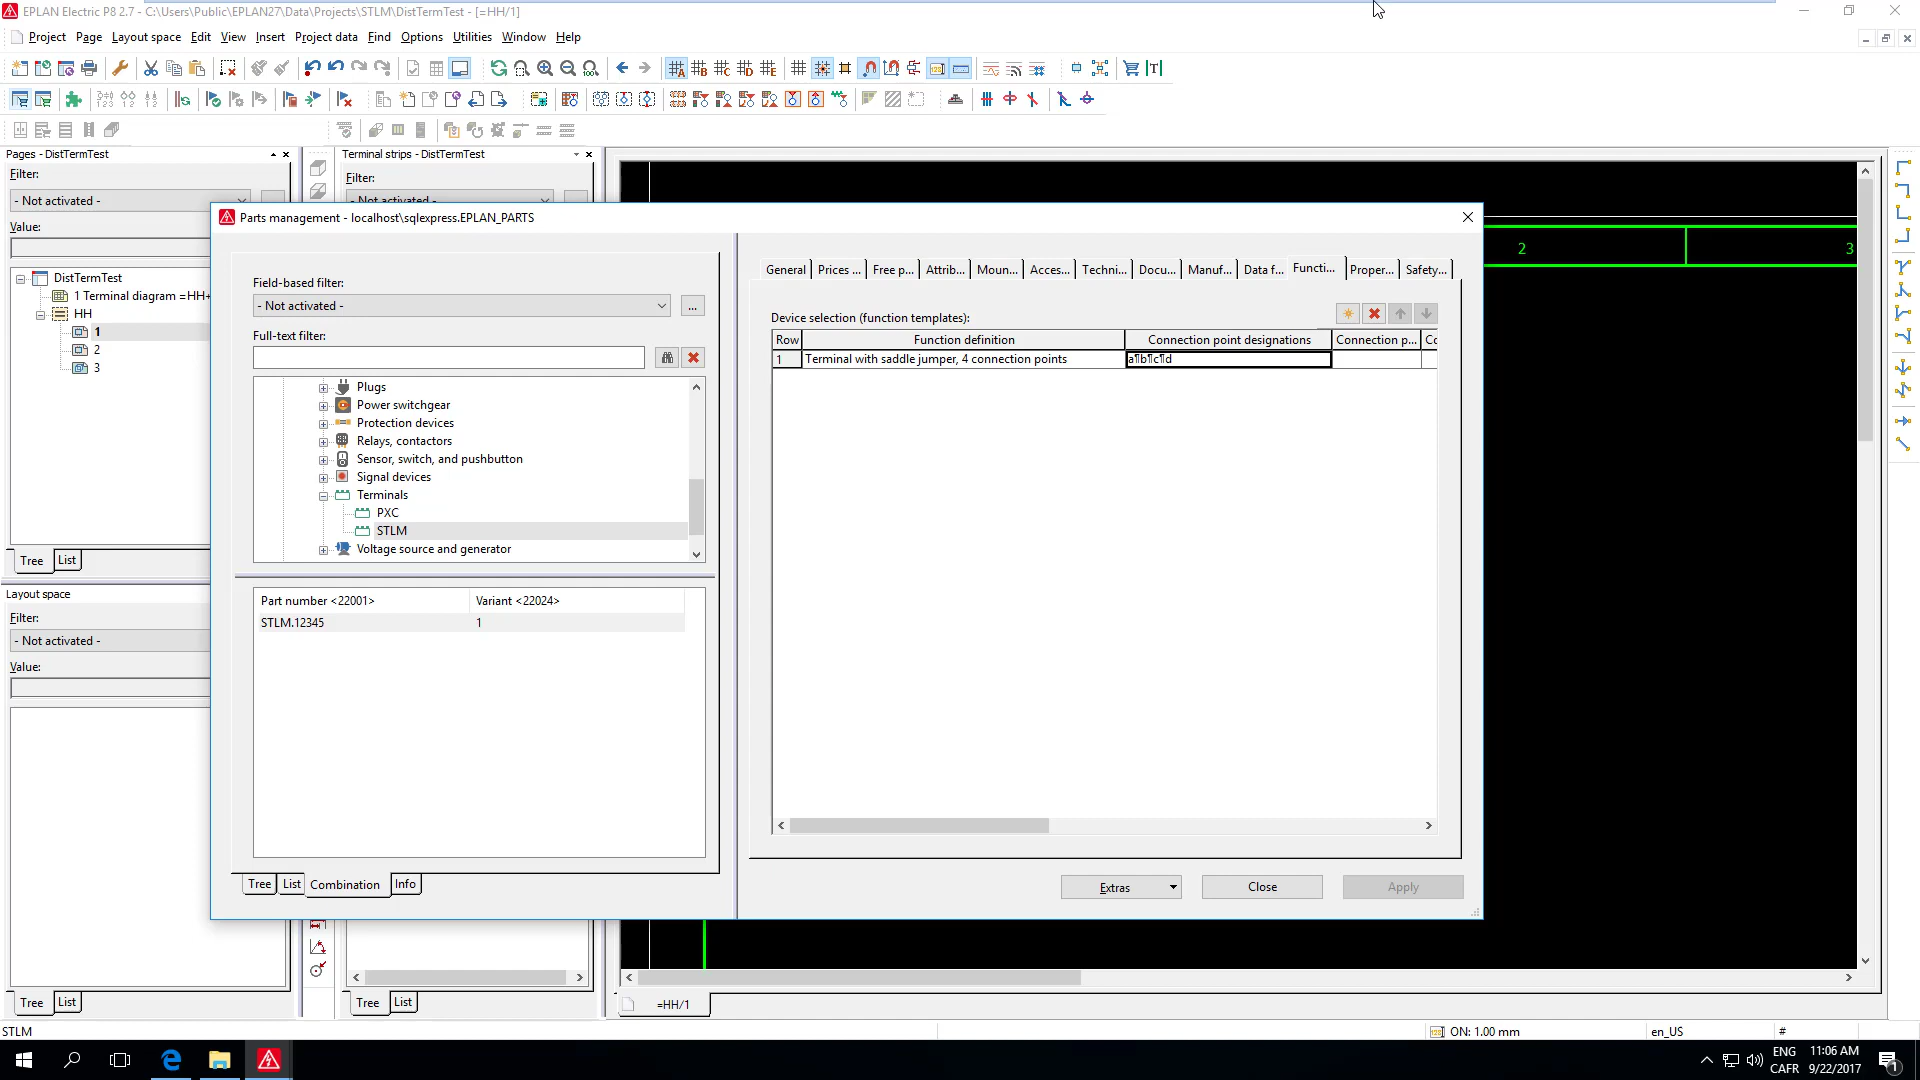 EPLAN Electric P8 2.7 - C:\Users\Public\EPLAN27\Data\Projects\STLM\DistTermTest - [=HH/1]
Project Page Layout space Edit View Insert Project data Find Options Utilities Window Help
Pages - DistTermTest
Filter:
- Not activated -
Value:
DistTermTest
1 Terminal diagram =HH+
HH
1
2
3
Tree List
Layout space
Filter:
- Not activated -
Value:
Tree List
Terminal strips - DistTermTest
Filter:
- Not activated -
Tree List
Parts management - localhost\sqlexpress.EPLAN_PARTS
Field-based filter:
- Not activated -
...
Full-text filter:
Plugs
Power switchgear
Protection devices
Relays, contactors
Sensor, switch, and pushbutton
Signal devices
Terminals
PXC
STLM
Voltage source and generator
Part number <22001> Variant <22024>
STLM.12345 1
Tree List Combination Info
General Prices ... Free p... Attrib... Moun... Acces... Techni... Docu... Manuf... Data f... Functi... Proper... Safety...
Device selection (function templates):
Row Function definition Connection point designations Connection p... Co
1 Terminal with saddle jumper, 4 connection points a¶b¶c¶d
Extras Close Apply
2 3
=HH/1
STLM ON: 1.00 mm en_US #
ENG 11:06 AM
CAFR 9/22/2017 1